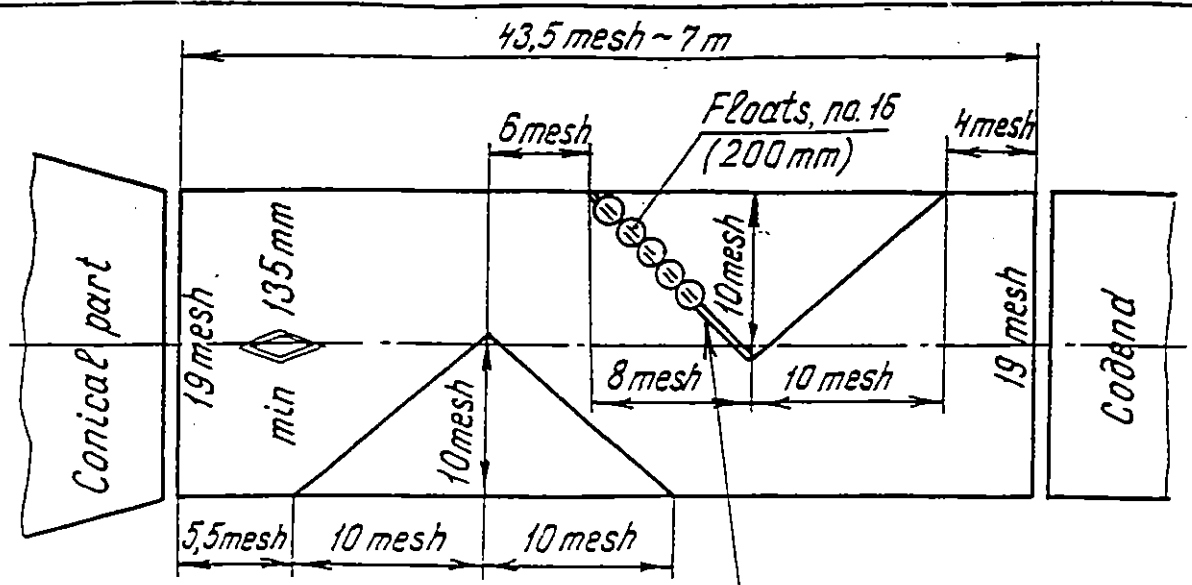 43,5 mesh ~ 7 m
6 mesh
Floats, no. 16
(200 mm)
4 mesh
Conical part
19 mesh
min 135 mm
10 mesh
10 mesh
8 mesh
10 mesh
19 mesh
Codend
5,5 mesh
10 mesh
10 mesh